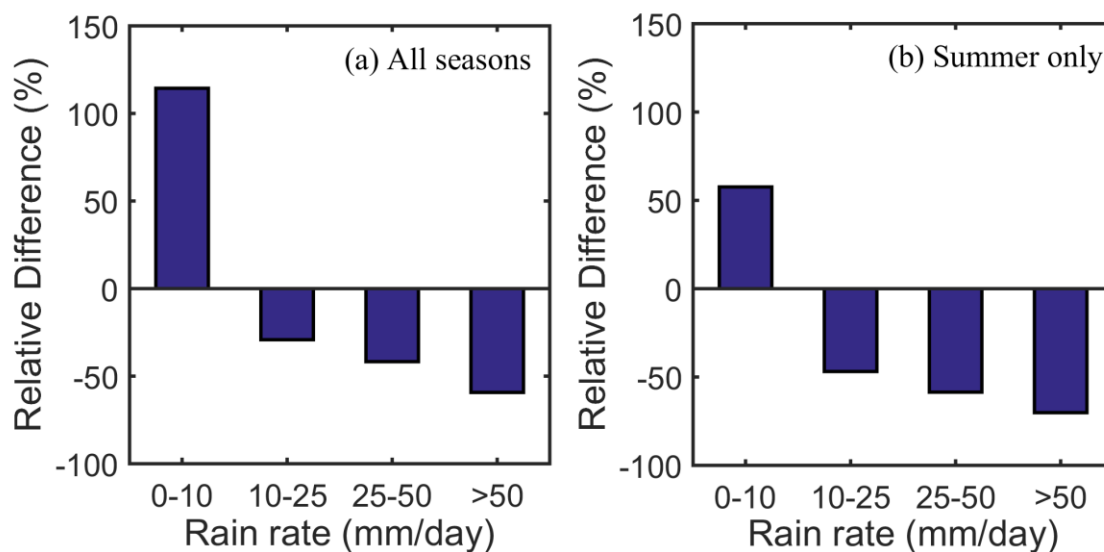 (a) All seasons
Relative Difference (%)
150
100
50
0
-50
-100
0-10 10-25 25-50 >50
Rain rate (mm/day)
(b) Summer only
Relative Difference (%)
150
100
50
0
-50
-100
0-10 10-25 25-50 >50
Rain rate (mm/day)